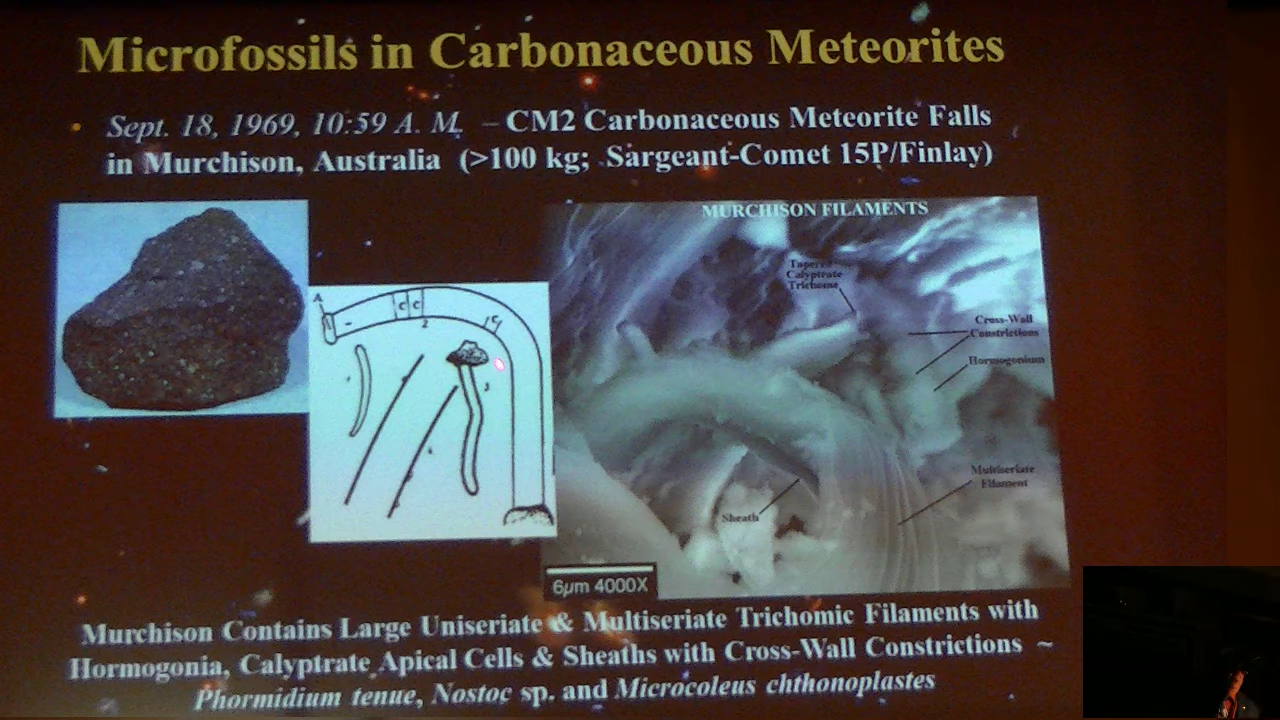 Microfossils in Carbonaceous Meteorites
• Sept. 18, 1969, 10:59 A. M. – CM2 Carbonaceous Meteorite Falls
in Murchison, Australia (>100 kg; Sargeant-Comet 15P/Finlay)
MURCHISON FILAMENTS
Calyptrate
Trichome
Cross-Wall
Constrictions
Hormogonium
Multiseriate
Filament
Sheath
A
C C
2
C
3
6µm 4000X
Murchison Contains Large Uniseriate & Multiseriate Trichomic Filaments with
Hormogonia, Calyptrate Apical Cells & Sheaths with Cross-Wall Constrictions ~
Phormidium tenue, Nostoc sp. and Microcoleus chthonoplastes